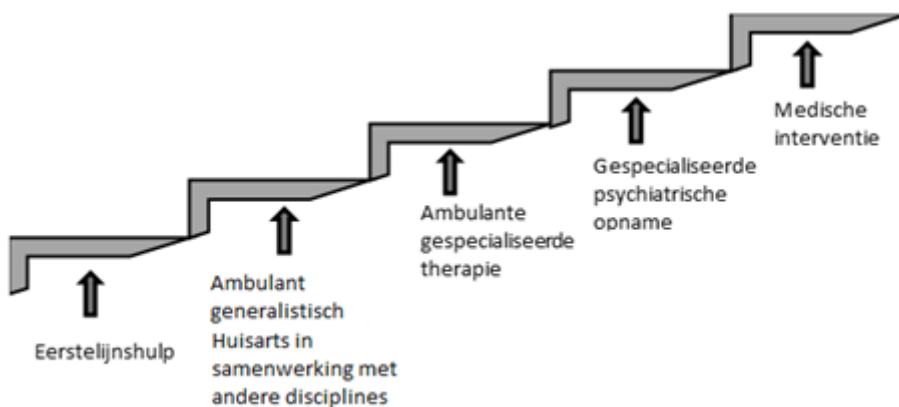 Eerstelijnshulp
Ambulant
generalistisch
Huisarts in
samenwerking met
andere disciplines
Ambulante
gespecialiseerde
therapie
Gespecialiseerde
psychiatrische
opname
Medische
interventie